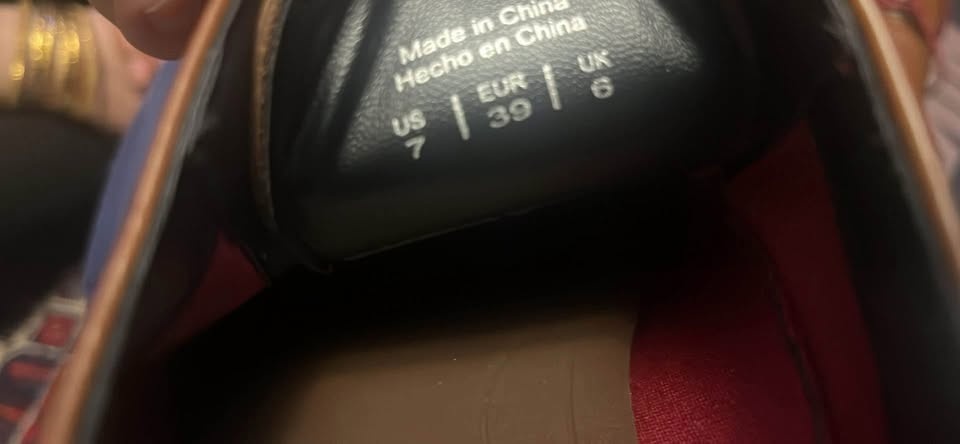 Made in China
Hecho en China
US | EUR | UK
7 39 6